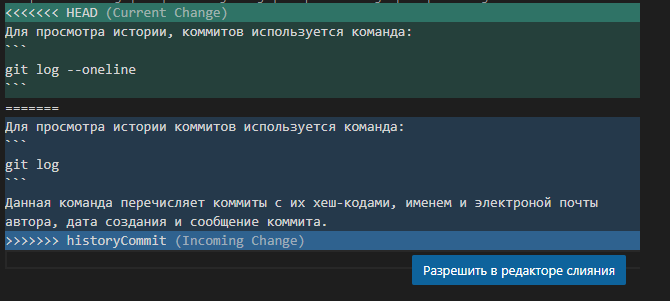 <<<<<<< HEAD (Current Change)
Для просмотра истории, коммитов используется команда:
```
git log --oneline
```
=======
Для просмотра истории коммитов используется команда:
```
git log
```
Данная команда перечисляет коммиты с их хеш-кодами, именем и электроной почты
автора, дата создания и сообщение коммита.
>>>>>>> historyCommit (Incoming Change)
Разрешить в редакторе слияния